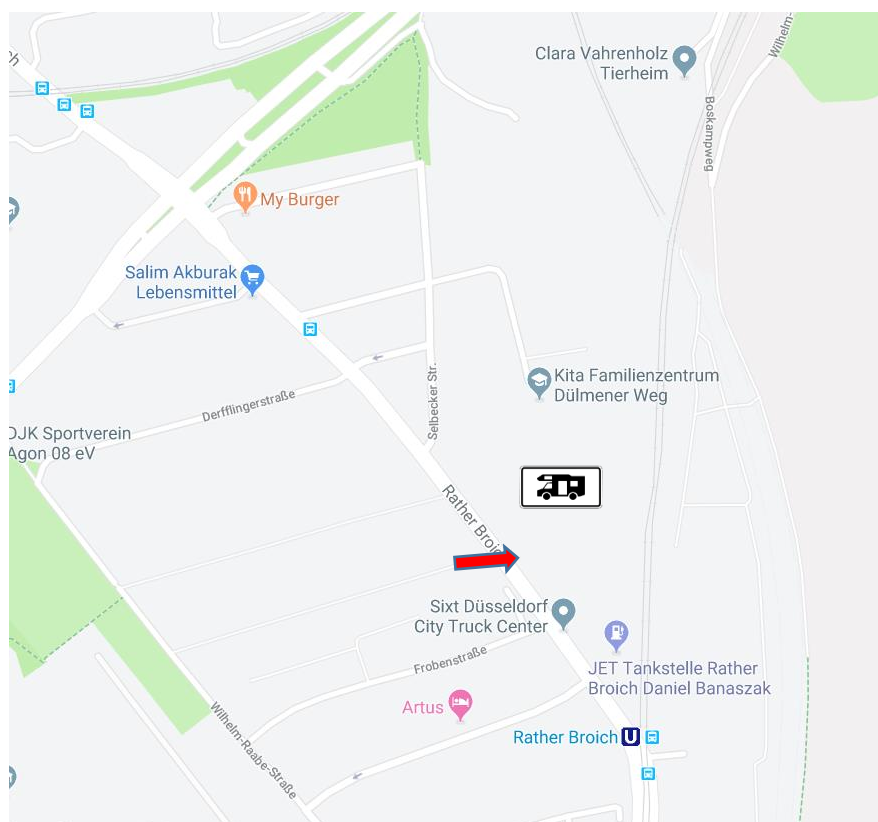 Clara Vahrenholz
Tierheim
Wilhelm-
Boskampweg
My Burger
Salim Akburak
Lebensmittel
Kita Familienzentrum
Dülmener Weg
Selbecker Str.
Derfflingerstraße
DJK Sportverein
Agon 08 eV
Rather Broich
Sixt Düsseldorf
City Truck Center
Frobenstraße
JET Tankstelle Rather
Broich Daniel Banaszak
Artus
Wilhelm-Raabe-Straße
Rather Broich U